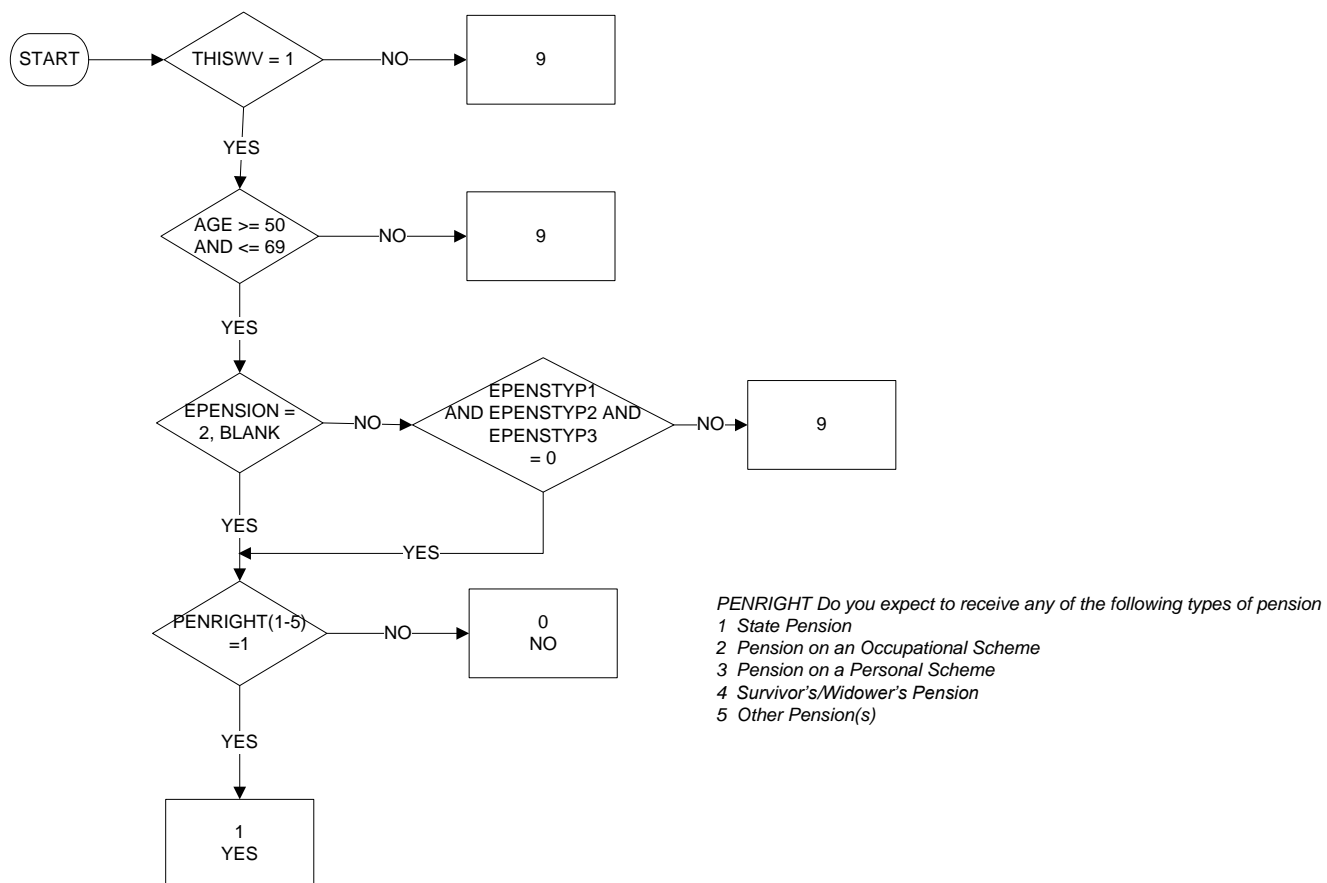 START
THISWV = 1
NO
9
YES
AGE >= 50
AND <= 69
NO
9
YES
EPENSION =
2, BLANK
NO
EPENSTYP1
AND EPENSTYP2 AND
EPENSTYP3
= 0
NO
9
YES
YES
PENRIGHT(1-5)
=1
NO
0
NO
YES
1
YES
PENRIGHT Do you expect to receive any of the following types of pension
1 State Pension
2 Pension on an Occupational Scheme
3 Pension on a Personal Scheme
4 Survivor's/Widower's Pension
5 Other Pension(s)